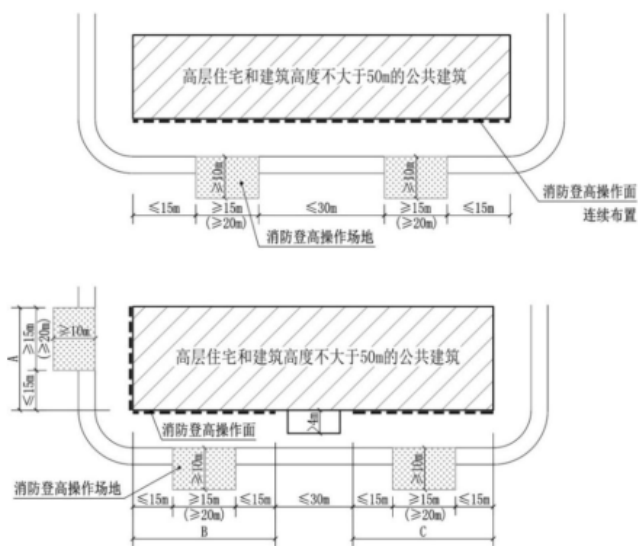 高层住宅和建筑高度不大于50m的公共建筑
≥10m
≥10m
消防登高操作面
连续布置
≤15m
≥15m
(≥20m)
≤30m
≥15m
(≥20m)
≤15m
消防登高操作场地
A
≥15m
(≥20m)
≤15m
≥10m
高层住宅和建筑高度不大于50m的公共建筑
>4m
消防登高操作面
≥10m
≥10m
消防登高操作场地
≤15m
≥15m
(≥20m)
≤15m
≤30m
≤15m
≥15m
(≥20m)
≤15m
B
C